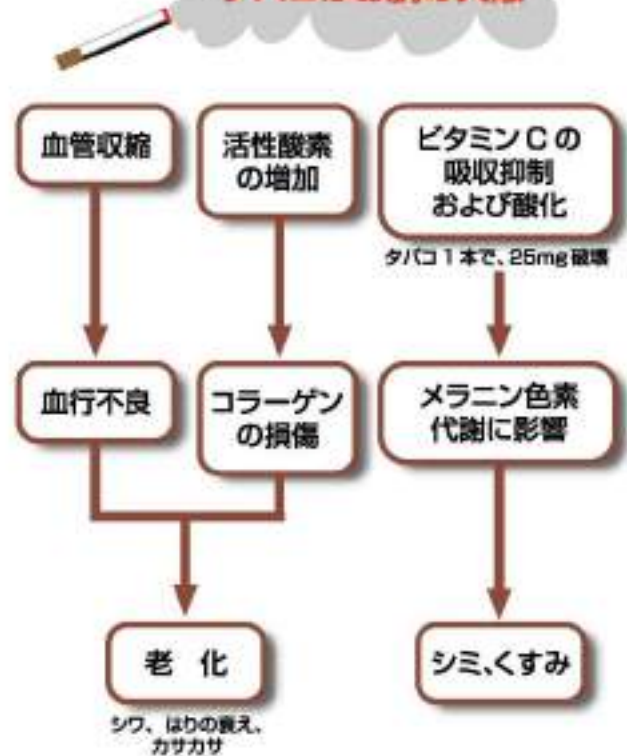 血管収縮
活性酸素
の増加
ビタミンCの
吸収抑制
および酸化
タバコ1本で、25mg破壊
血行不良
コラーゲン
の損傷
メラニン色素
代謝に影響
老 化
シワ、はりの衰え、
カサカサ
シミ、くすみ